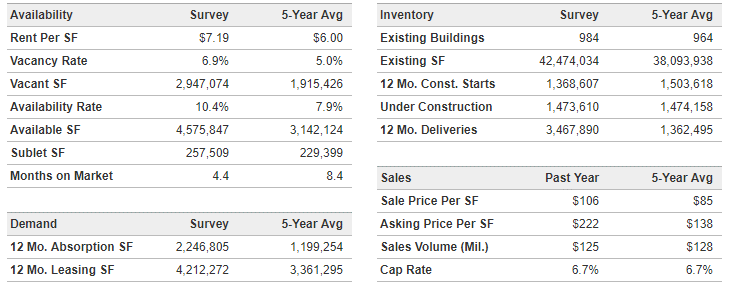 Availability Survey 5-Year Avg
Rent Per SF $7.19 $6.00
Vacancy Rate 6.9% 5.0%
Vacant SF 2,947,074 1,915,426
Availability Rate 10.4% 7.9%
Available SF 4,575,847 3,142,124
Sublet SF 257,509 229,399
Months on Market 4.4 8.4
Demand Survey 5-Year Avg
12 Mo. Absorption SF 2,246,805 1,199,254
12 Mo. Leasing SF 4,212,272 3,361,295
Inventory Survey 5-Year Avg
Existing Buildings 984 964
Existing SF 42,474,034 38,093,938
12 Mo. Const. Starts 1,368,607 1,503,618
Under Construction 1,473,610 1,474,158
12 Mo. Deliveries 3,467,890 1,362,495
Sales Past Year 5-Year Avg
Sale Price Per SF $106 $85
Asking Price Per SF $222 $138
Sales Volume (Mil.) $125 $128
Cap Rate 6.7% 6.7%